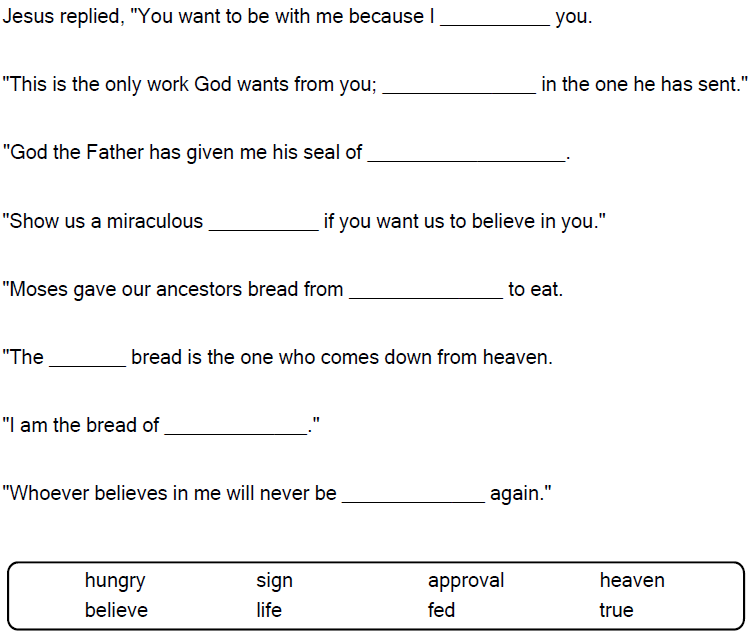 Jesus replied, "You want to be with me because I __________ you.
"This is the only work God wants from you; ______________ in the one he has sent."
"God the Father has given me his seal of __________________.
"Show us a miraculous __________ if you want us to believe in you."
"Moses gave our ancestors bread from ______________ to eat.
"The _______ bread is the one who comes down from heaven.
"I am the bread of _____________."
"Whoever believes in me will never be _____________ again."
hungry sign approval heaven
believe life fed true